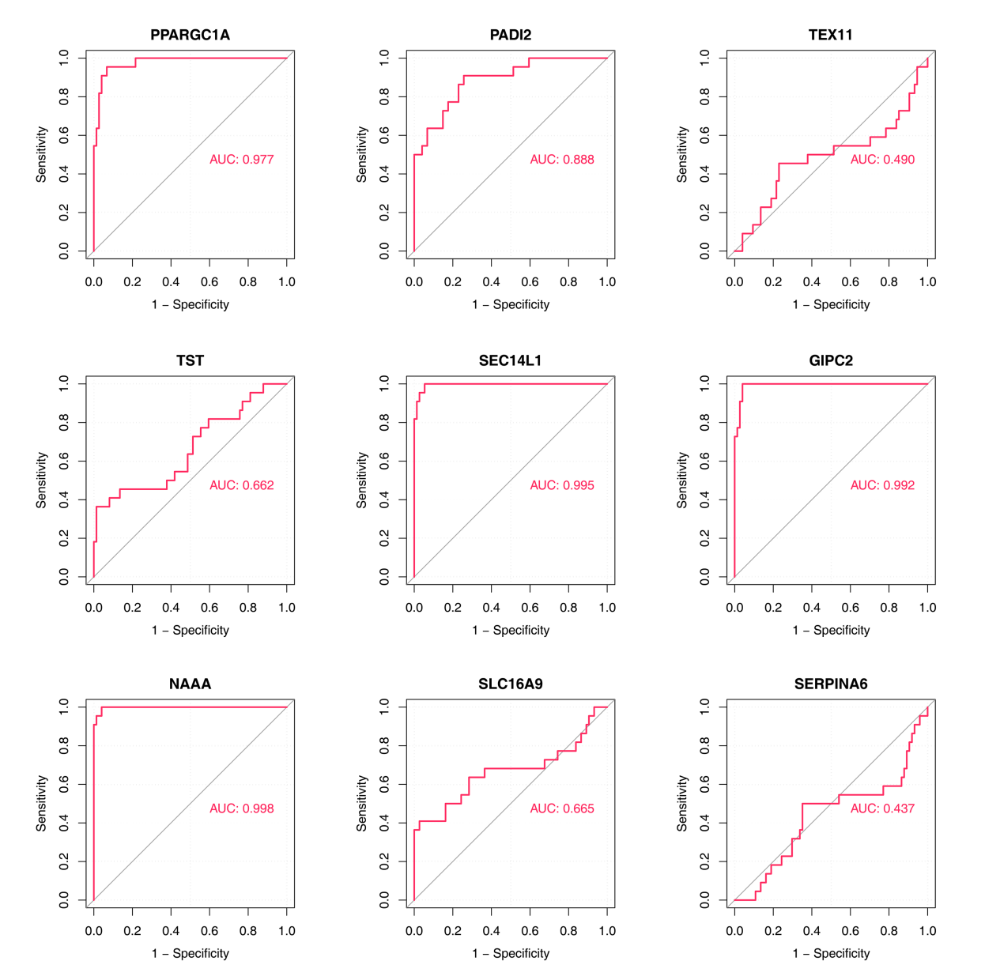 PPARGC1A
Sensitivity
0.0 0.2 0.4 0.6 0.8 1.0
AUC: 0.977
0.0 0.2 0.4 0.6 0.8 1.0
1 − Specificity
PADI2
Sensitivity
0.0 0.2 0.4 0.6 0.8 1.0
AUC: 0.888
0.0 0.2 0.4 0.6 0.8 1.0
1 − Specificity
TEX11
Sensitivity
0.0 0.2 0.4 0.6 0.8 1.0
AUC: 0.490
0.0 0.2 0.4 0.6 0.8 1.0
1 − Specificity
TST
Sensitivity
0.0 0.2 0.4 0.6 0.8 1.0
AUC: 0.662
0.0 0.2 0.4 0.6 0.8 1.0
1 − Specificity
SEC14L1
Sensitivity
0.0 0.2 0.4 0.6 0.8 1.0
AUC: 0.995
0.0 0.2 0.4 0.6 0.8 1.0
1 − Specificity
GIPC2
Sensitivity
0.0 0.2 0.4 0.6 0.8 1.0
AUC: 0.992
0.0 0.2 0.4 0.6 0.8 1.0
1 − Specificity
NAAA
Sensitivity
0.0 0.2 0.4 0.6 0.8 1.0
AUC: 0.998
0.0 0.2 0.4 0.6 0.8 1.0
1 − Specificity
SLC16A9
Sensitivity
0.0 0.2 0.4 0.6 0.8 1.0
AUC: 0.665
0.0 0.2 0.4 0.6 0.8 1.0
1 − Specificity
SERPINA6
Sensitivity
0.0 0.2 0.4 0.6 0.8 1.0
AUC: 0.437
0.0 0.2 0.4 0.6 0.8 1.0
1 − Specificity